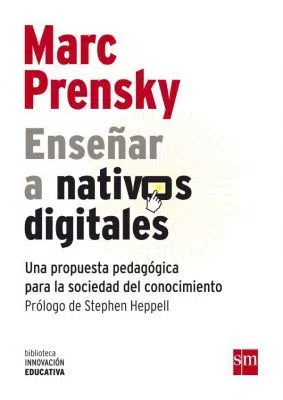 Marc
Prensky
Enseñar
a nativos
digitales
Una propuesta pedagógica
para la sociedad del conocimiento
Prólogo de Stephen Heppell
biblioteca
INNOVACIÓN
EDUCATIVA
sm